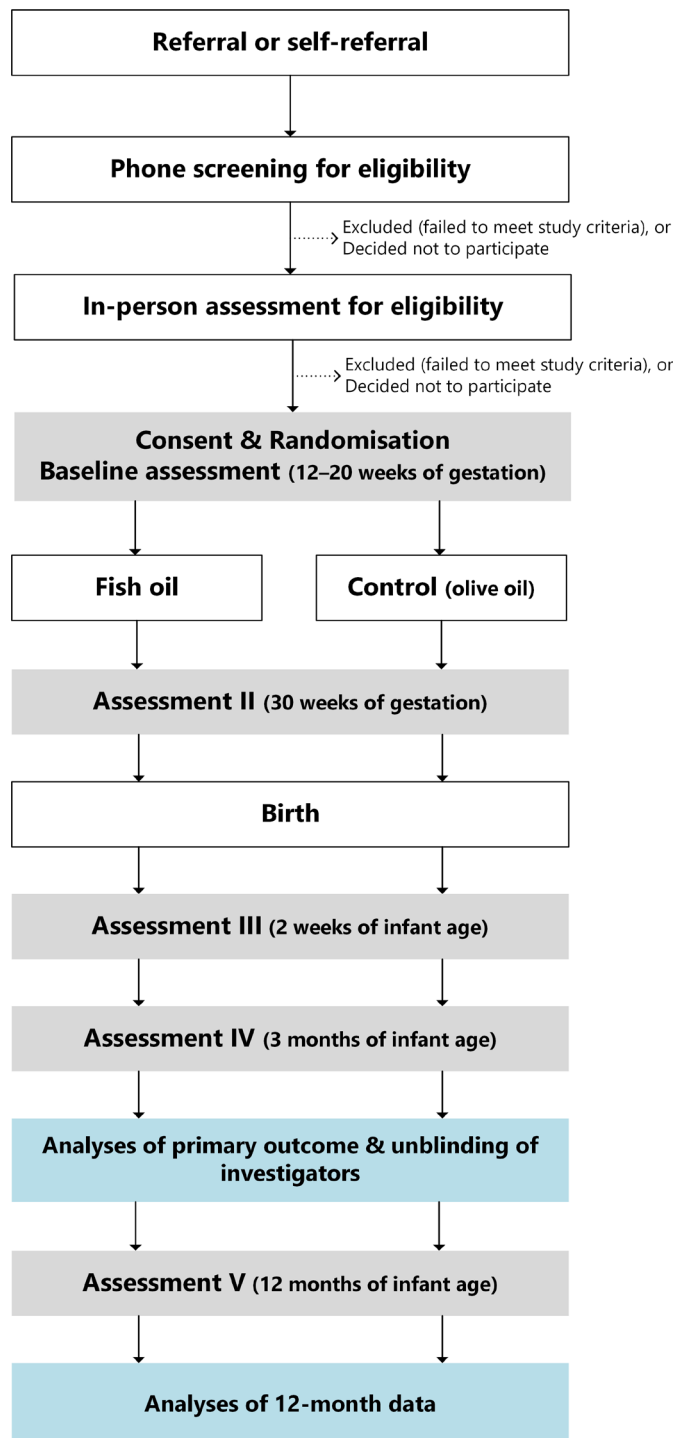 Referral or self-referral
Phone screening for eligibility
Excluded (failed to meet study criteria), or
Decided not to participate
In-person assessment for eligibility
Excluded (failed to meet study criteria), or
Decided not to participate
Consent & Randomisation
Baseline assessment (12–20 weeks of gestation)
Fish oil
Control (olive oil)
Assessment II (30 weeks of gestation)
Birth
Assessment III (2 weeks of infant age)
Assessment IV (3 months of infant age)
Analyses of primary outcome & unblinding of
investigators
Assessment V (12 months of infant age)
Analyses of 12-month data